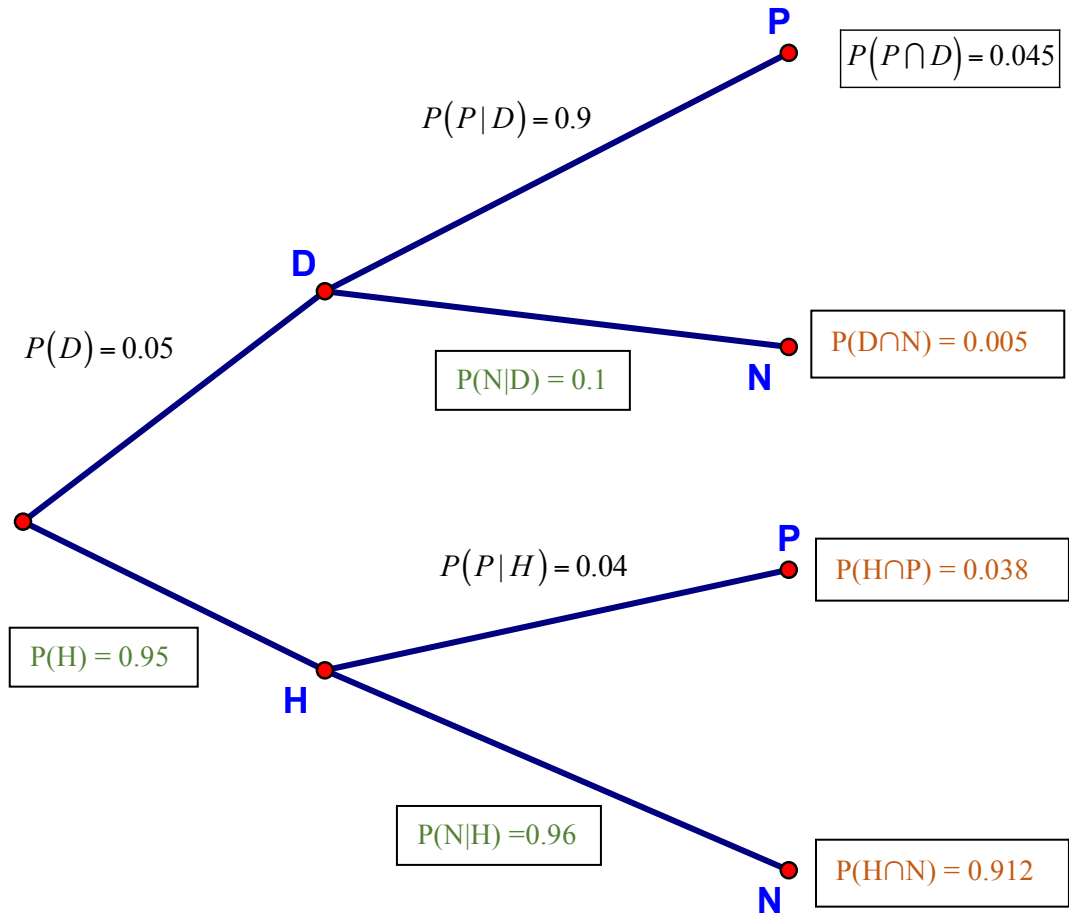 P
P(P∩D) = 0.045
P(P|D) = 0.9
D
P(D) = 0.05
P(D∩N) = 0.005
P(N|D) = 0.1
N
P
P(P|H) = 0.04
P(H∩P) = 0.038
P(H) = 0.95
H
P(N|H) =0.96
P(H∩N) = 0.912
N